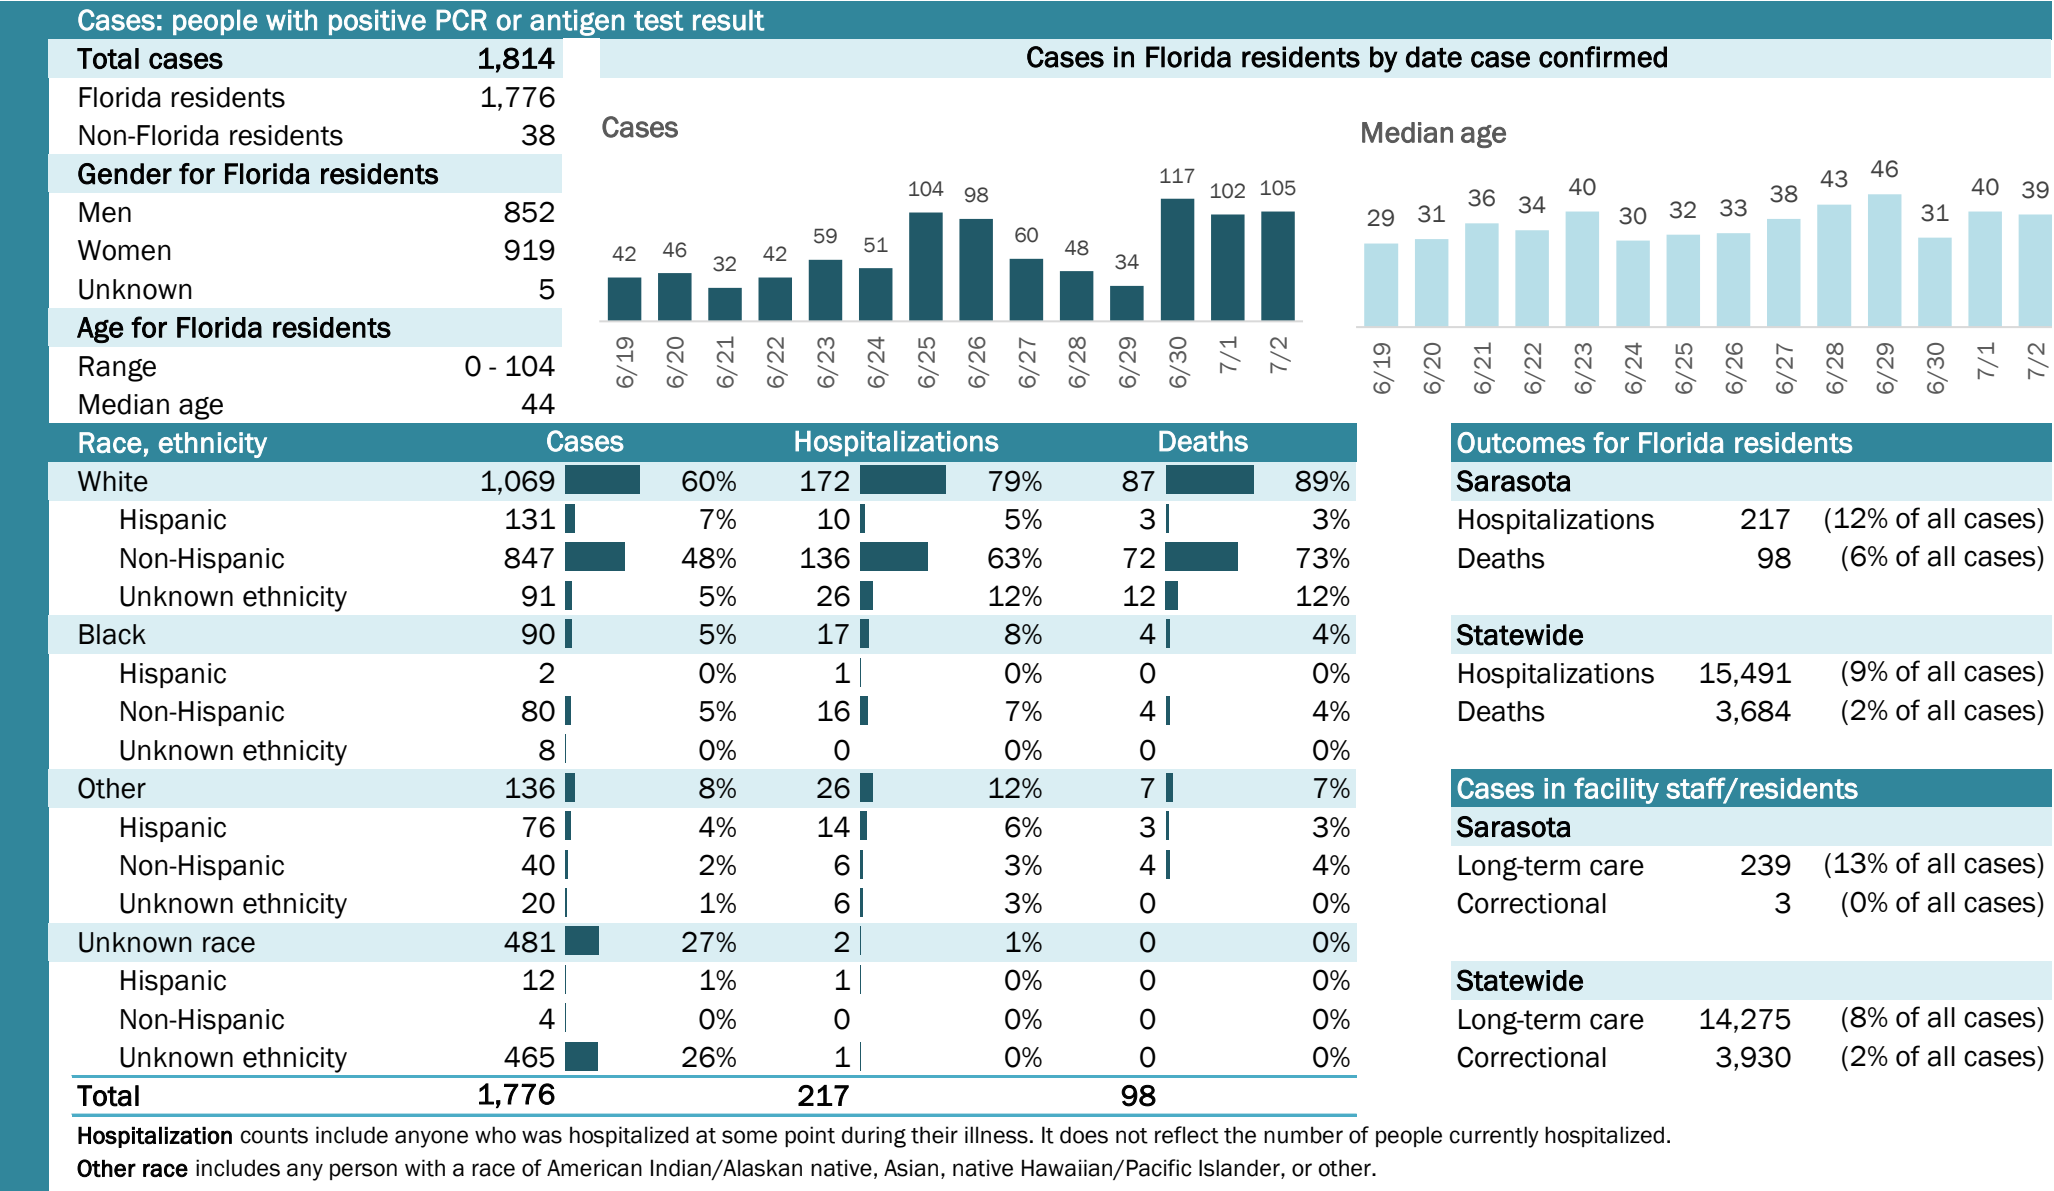 Cases: people with positive PCR or antigen test result
Total cases 1,814
Florida residents 1,776
Non-Florida residents 38
Gender for Florida residents
Men 852
Women 919
Unknown 5
Age for Florida residents
Range 0 - 104
Median age 44
Cases in Florida residents by date case confirmed
Cases
42 46 32 42 59 51 104 98 60 48 34 117 102 105
6/19 6/20 6/21 6/22 6/23 6/24 6/25 6/26 6/27 6/28 6/29 6/30 7/1 7/2
Median age
29 31 36 34 40 30 32 33 38 43 46 31 40 39
6/19 6/20 6/21 6/22 6/23 6/24 6/25 6/26 6/27 6/28 6/29 6/30 7/1 7/2
Race, ethnicity Cases Hospitalizations Deaths
White 1,069 60% 172 79% 87 89%
Hispanic 131 7% 10 5% 3 3%
Non-Hispanic 847 48% 136 63% 72 73%
Unknown ethnicity 91 5% 26 12% 12 12%
Black 90 5% 17 8% 4 4%
Hispanic 2 0% 1 0% 0 0%
Non-Hispanic 80 5% 16 7% 4 4%
Unknown ethnicity 8 0% 0 0% 0 0%
Other 136 8% 26 12% 7 7%
Hispanic 76 4% 14 6% 3 3%
Non-Hispanic 40 2% 6 3% 4 4%
Unknown ethnicity 20 1% 6 3% 0 0%
Unknown race 481 27% 2 1% 0 0%
Hispanic 12 1% 1 0% 0 0%
Non-Hispanic 4 0% 0 0% 0 0%
Unknown ethnicity 465 26% 1 0% 0 0%
Total 1,776 217 98
Outcomes for Florida residents
Sarasota
Hospitalizations 217 (12% of all cases)
Deaths 98 (6% of all cases)
Statewide
Hospitalizations 15,491 (9% of all cases)
Deaths 3,684 (2% of all cases)
Cases in facility staff/residents
Sarasota
Long-term care 239 (13% of all cases)
Correctional 3 (0% of all cases)
Statewide
Long-term care 14,275 (8% of all cases)
Correctional 3,930 (2% of all cases)
Hospitalization counts include anyone who was hospitalized at some point during their illness. It does not reflect the number of people currently hospitalized.
Other race includes any person with a race of American Indian/Alaskan native, Asian, native Hawaiian/Pacific Islander, or other.